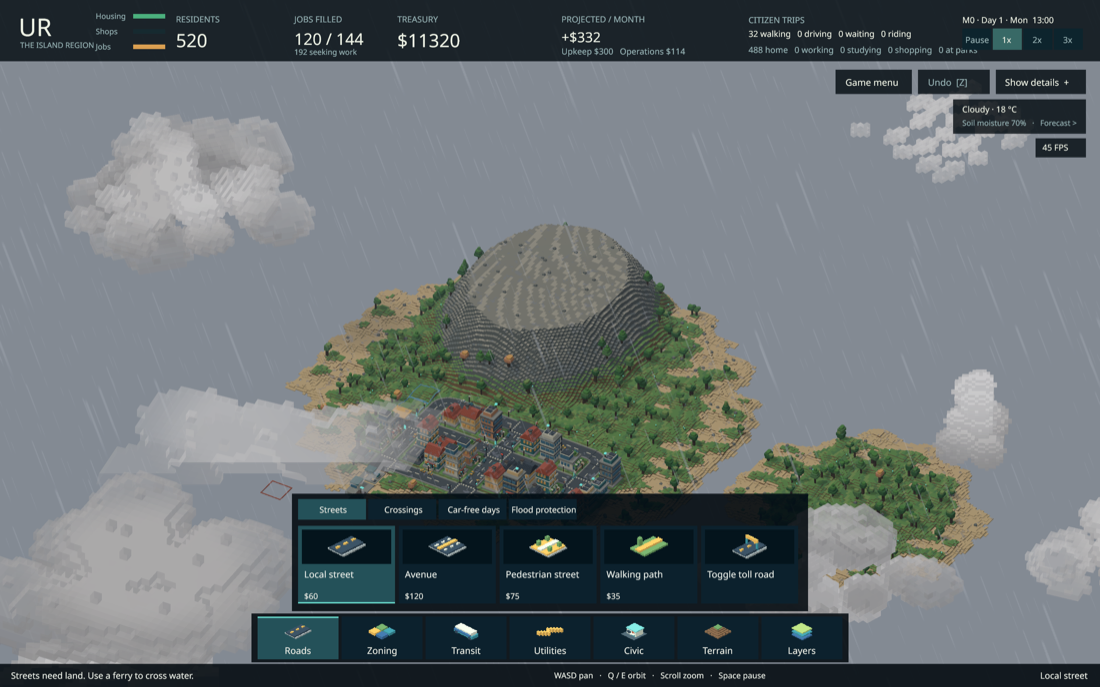 UR
THE ISLAND REGION
Housing
Shops
Jobs
RESIDENTS
520
JOBS FILLED
120 / 144
192 seeking work
TREASURY
$11320
PROJECTED / MONTH
+$332
Upkeep $300 Operations $114
CITIZEN TRIPS
32 walking 0 driving 0 waiting 0 riding
488 home 0 working 0 studying 0 shopping 0 at parks
M0 · Day 1 · Mon 13:00
Pause 1x 2x 3x
Game menu
Undo [Z]
Show details +
Cloudy · 18 °C
Soil moisture 70% · Forecast >
45 FPS
Streets Crossings Car-free days Flood protection
Local street
$60
Avenue
$120
Pedestrian street
$75
Walking path
$35
Toggle toll road
Roads Zoning Transit Utilities Civic Terrain Layers
Streets need land. Use a ferry to cross water.
WASD pan · Q / E orbit · Scroll zoom · Space pause
Local street